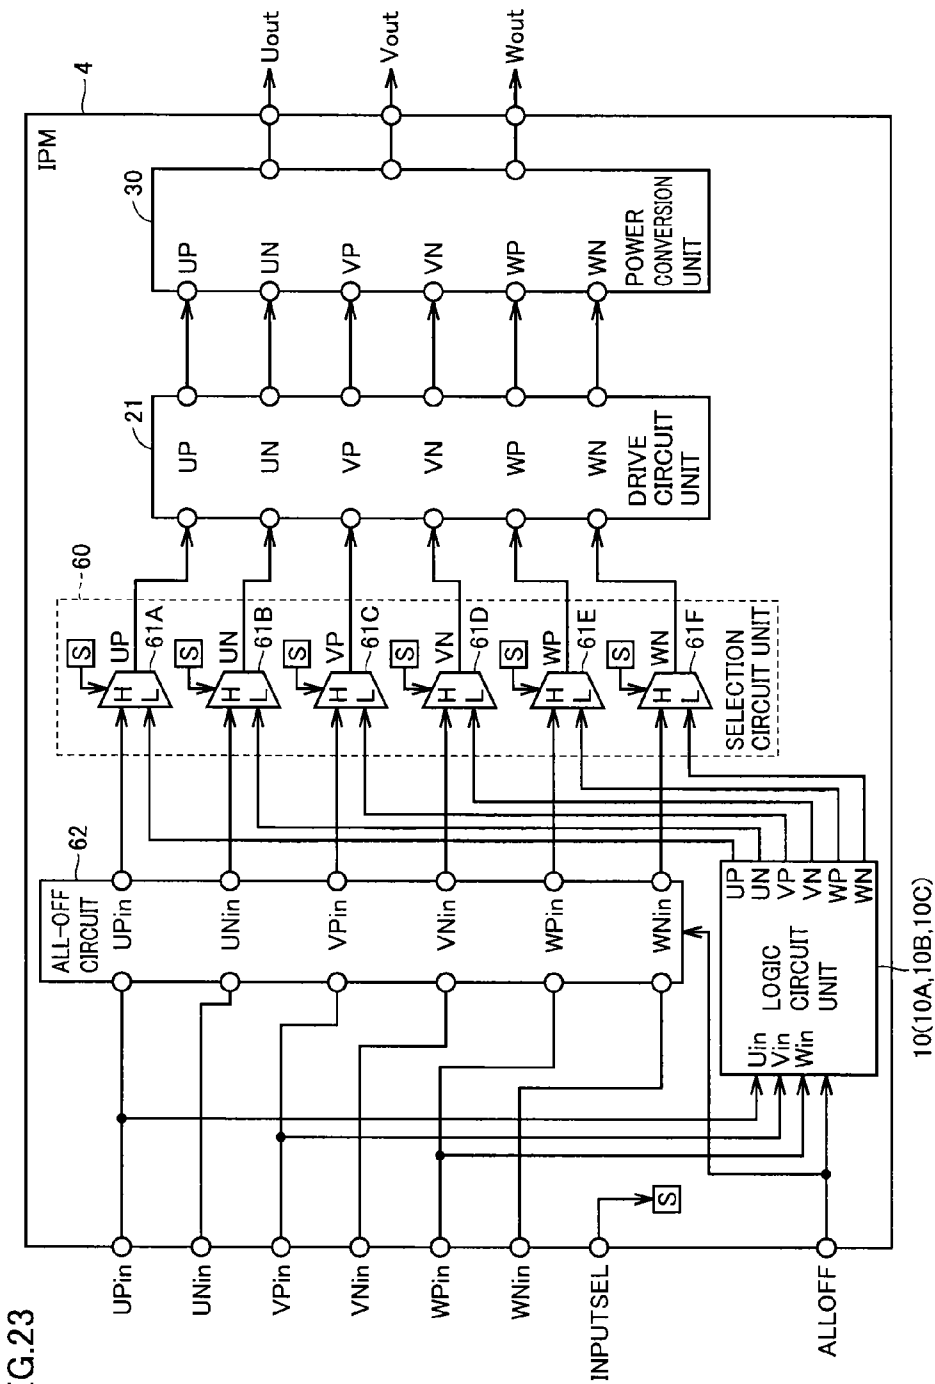 IG.23
IPM
4
UPin
UNin
VPin
VNin
WPin
WNin
INPUTSEL
ALLOFF
S
ALL-OFF
CIRCUIT
62
UPin
UNin
VPin
VNin
WPin
WNin
Uin
Vin
Win
LOGIC
CIRCUIT
UNIT
UP
UN
VP
VN
WP
WN
10(10A,10B,10C)
60
S
H
L
UP
61A
S
H
L
UN
61B
S
H
L
VP
61C
S
H
L
VN
61D
S
H
L
WP
61E
S
H
L
WN
61F
SELECTION
CIRCUIT UNIT
21
UP
UN
VP
VN
WP
WN
DRIVE
CIRCUIT
UNIT
30
UP
UN
VP
VN
WP
WN
POWER
CONVERSION
UNIT
Uout
Vout
Wout